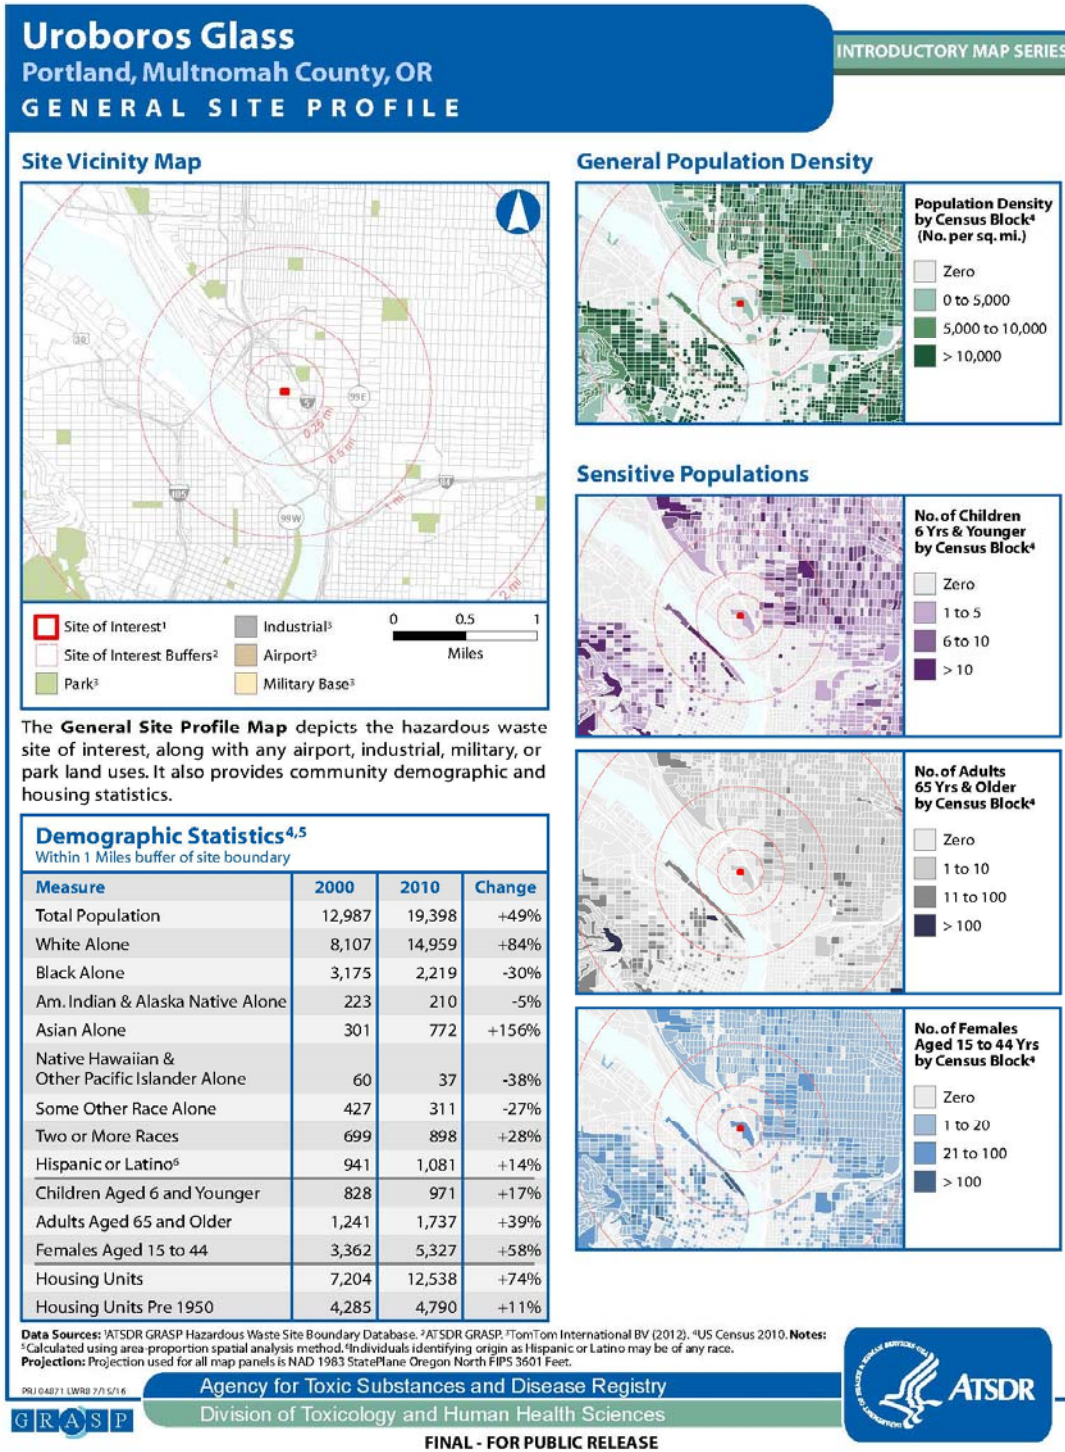 Uroboros Glass
Portland, Multnomah County, OR
GENERAL SITE PROFILE
INTRODUCTORY MAP SERIES
Site Vicinity Map
30
5
99E
0.25 mi
0.5 mi
1 mi
84
405
99W
2 mi
Site of Interest¹
Site of Interest Buffers²
Park³
Industrial³
Airport³
Military Base³
0 0.5 1
Miles
The General Site Profile Map depicts the hazardous waste
site of interest, along with any airport, industrial, military, or
park land uses. It also provides community demographic and
housing statistics.
Demographic Statistics⁴,⁵
Within 1 Miles buffer of site boundary
Measure 2000 2010 Change
Total Population 12,987 19,398 +49%
White Alone 8,107 14,959 +84%
Black Alone 3,175 2,219 -30%
Am. Indian & Alaska Native Alone 223 210 -5%
Asian Alone 301 772 +156%
Native Hawaiian &
Other Pacific Islander Alone 60 37 -38%
Some Other Race Alone 427 311 -27%
Two or More Races 699 898 +28%
Hispanic or Latino⁶ 941 1,081 +14%
Children Aged 6 and Younger 828 971 +17%
Adults Aged 65 and Older 1,241 1,737 +39%
Females Aged 15 to 44 3,362 5,327 +58%
Housing Units 7,204 12,538 +74%
Housing Units Pre 1950 4,285 4,790 +11%
General Population Density
Population Density
by Census Block⁴
(No. per sq. mi.)
Zero
0 to 5,000
5,000 to 10,000
> 10,000
Sensitive Populations
No. of Children
6 Yrs & Younger
by Census Block⁴
Zero
1 to 5
6 to 10
> 10
No. of Adults
65 Yrs & Older
by Census Block⁴
Zero
1 to 10
11 to 100
> 100
No. of Females
Aged 15 to 44 Yrs
by Census Block⁴
Zero
1 to 20
21 to 100
> 100
Data Sources: ¹ATSDR GRASP Hazardous Waste Site Boundary Database. ²ATSDR GRASP. ³TomTom International BV (2012). ⁴US Census 2010. Notes:
⁵Calculated using area-proportion spatial analysis method. ⁶Individuals identifying origin as Hispanic or Latino may be of any race.
Projection: Projection used for all map panels is NAD 1983 StatePlane Oregon North FIPS 3601 Feet.
PRJ 04871 LWR8 7/15/16
Agency for Toxic Substances and Disease Registry
GRASP
Division of Toxicology and Human Health Sciences
ATSDR
FINAL - FOR PUBLIC RELEASE